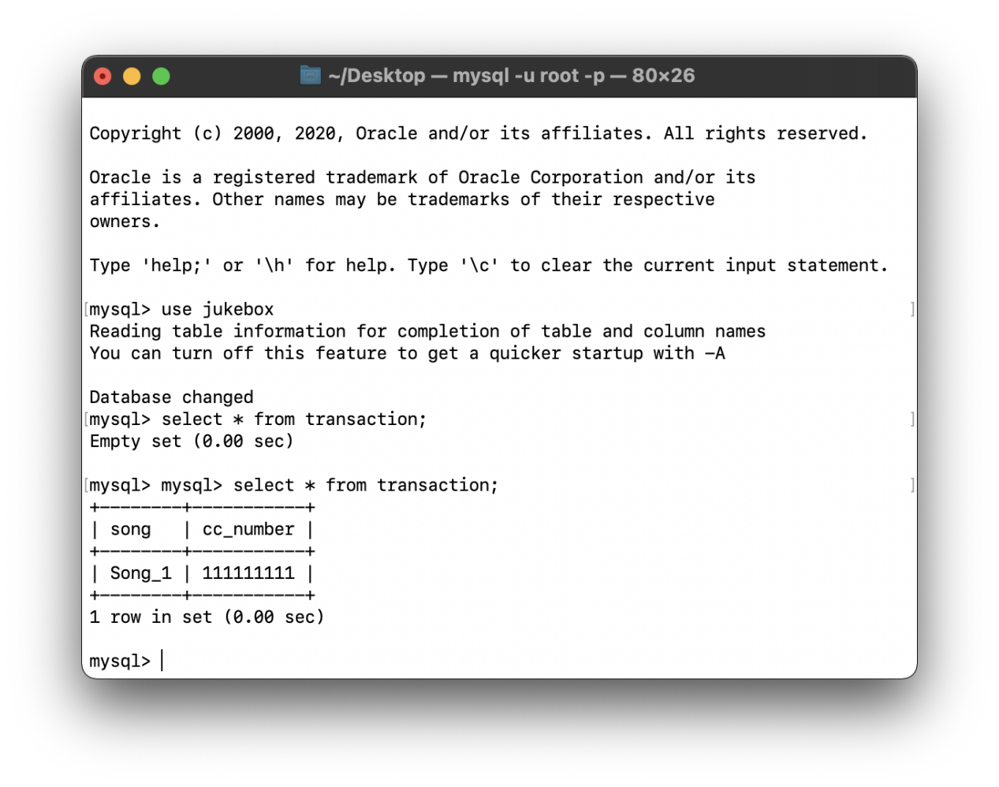 ~/Desktop — mysql -u root -p — 80×26
Copyright (c) 2000, 2020, Oracle and/or its affiliates. All rights reserved.
Oracle is a registered trademark of Oracle Corporation and/or its
affiliates. Other names may be trademarks of their respective
owners.
Type 'help;' or '\h' for help. Type '\c' to clear the current input statement.
[mysql> use jukebox ]
Reading table information for completion of table and column names
You can turn off this feature to get a quicker startup with -A
Database changed
[mysql> select * from transaction; ]
Empty set (0.00 sec)
[mysql> mysql> select * from transaction; ]
+--------+-----------+
| song   | cc_number |
+--------+-----------+
| Song_1 | 111111111 |
+--------+-----------+
1 row in set (0.00 sec)
mysql>